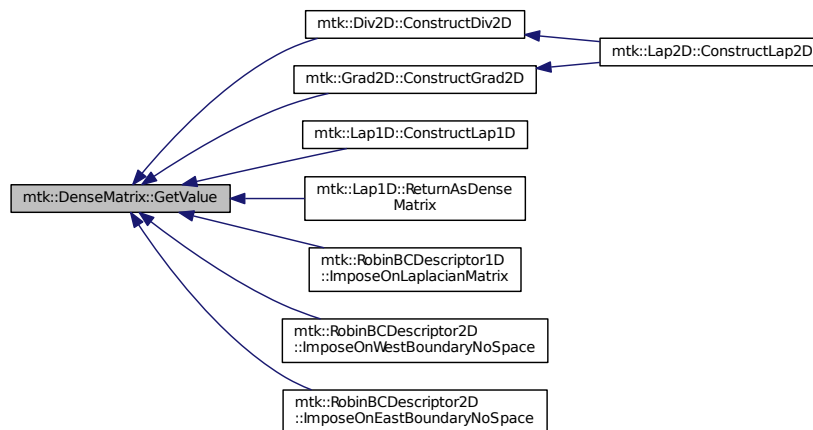 mtk::Div2D::ConstructDiv2D
mtk::Lap2D::ConstructLap2D
mtk::Grad2D::ConstructGrad2D
mtk::Lap1D::ConstructLap1D
mtk::DenseMatrix::GetValue
mtk::Lap1D::ReturnAsDense
Matrix
mtk::RobinBCDescriptor1D
::ImposeOnLaplacianMatrix
mtk::RobinBCDescriptor2D
::ImposeOnWestBoundaryNoSpace
mtk::RobinBCDescriptor2D
::ImposeOnEastBoundaryNoSpace